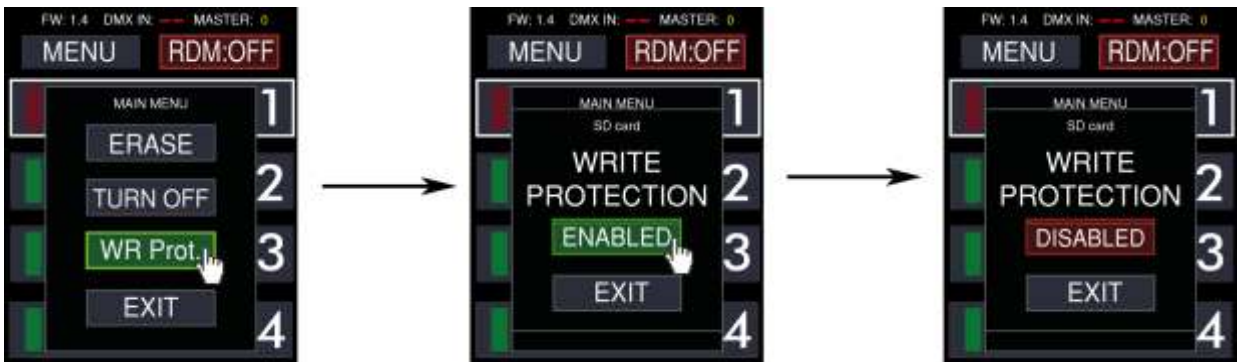 FW: 1.4 DMX IN: -- MASTER: 0
MENU RDM:OFF
MAIN MENU
1
ERASE
TURN OFF
2
WR Prot.
3
EXIT
4
FW: 1.4 DMX IN: -- MASTER: 0
MENU RDM:OFF
MAIN MENU
1
SD card
WRITE
PROTECTION
2
ENABLED
3
EXIT
4
FW: 1.4 DMX IN: -- MASTER: 0
MENU RDM:OFF
MAIN MENU
1
SD card
WRITE
PROTECTION
2
DISABLED
3
EXIT
4